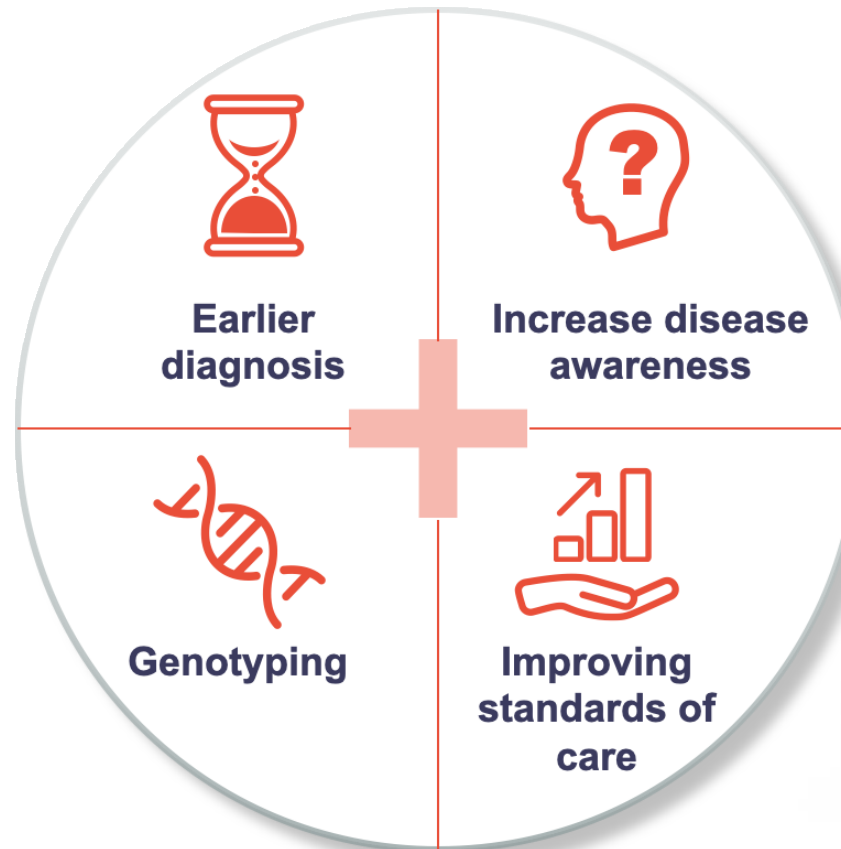 ?
Earlier
diagnosis
Increase disease
awareness
Genotyping
Improving
standards of
care